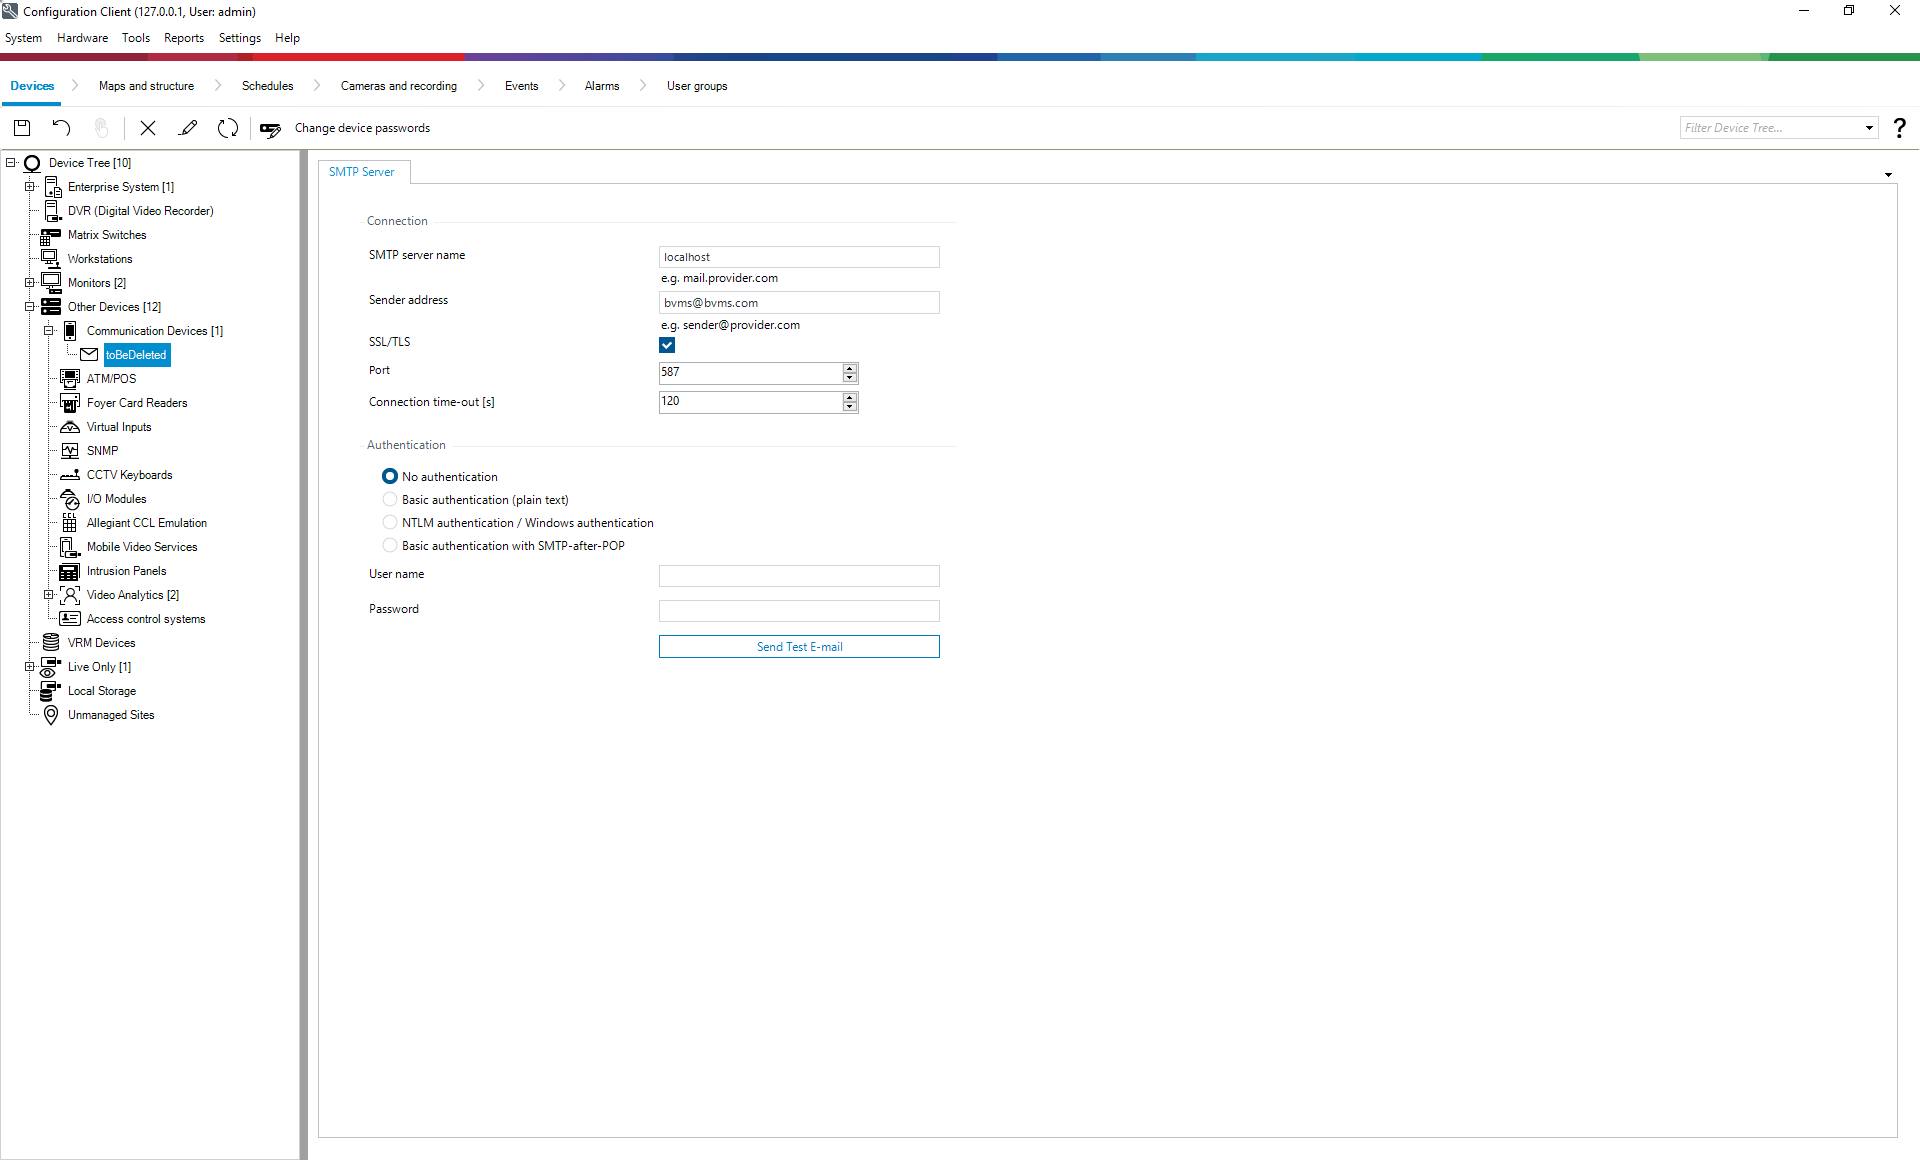 Configuration Client (127.0.0.1, User: admin)
System Hardware Tools Reports Settings Help
Devices Maps and structure Schedules Cameras and recording Events Alarms User groups
Change device passwords
Filter Device Tree...
?
Device Tree [10]
Enterprise System [1]
DVR (Digital Video Recorder)
Matrix Switches
Workstations
Monitors [2]
Other Devices [12]
Communication Devices [1]
toBeDeleted
ATM/POS
Foyer Card Readers
Virtual Inputs
SNMP
CCTV Keyboards
I/O Modules
CCL
Allegiant CCL Emulation
Mobile Video Services
Intrusion Panels
Video Analytics [2]
Access control systems
VRM Devices
Live Only [1]
Local Storage
Unmanaged Sites
SMTP Server
Connection
SMTP server name
localhost
e.g. mail.provider.com
Sender address
bvms@bvms.com
e.g. sender@provider.com
SSL/TLS
Port
587
Connection time-out [s]
120
Authentication
No authentication
Basic authentication (plain text)
NTLM authentication / Windows authentication
Basic authentication with SMTP-after-POP
User name
Password
Send Test E-mail